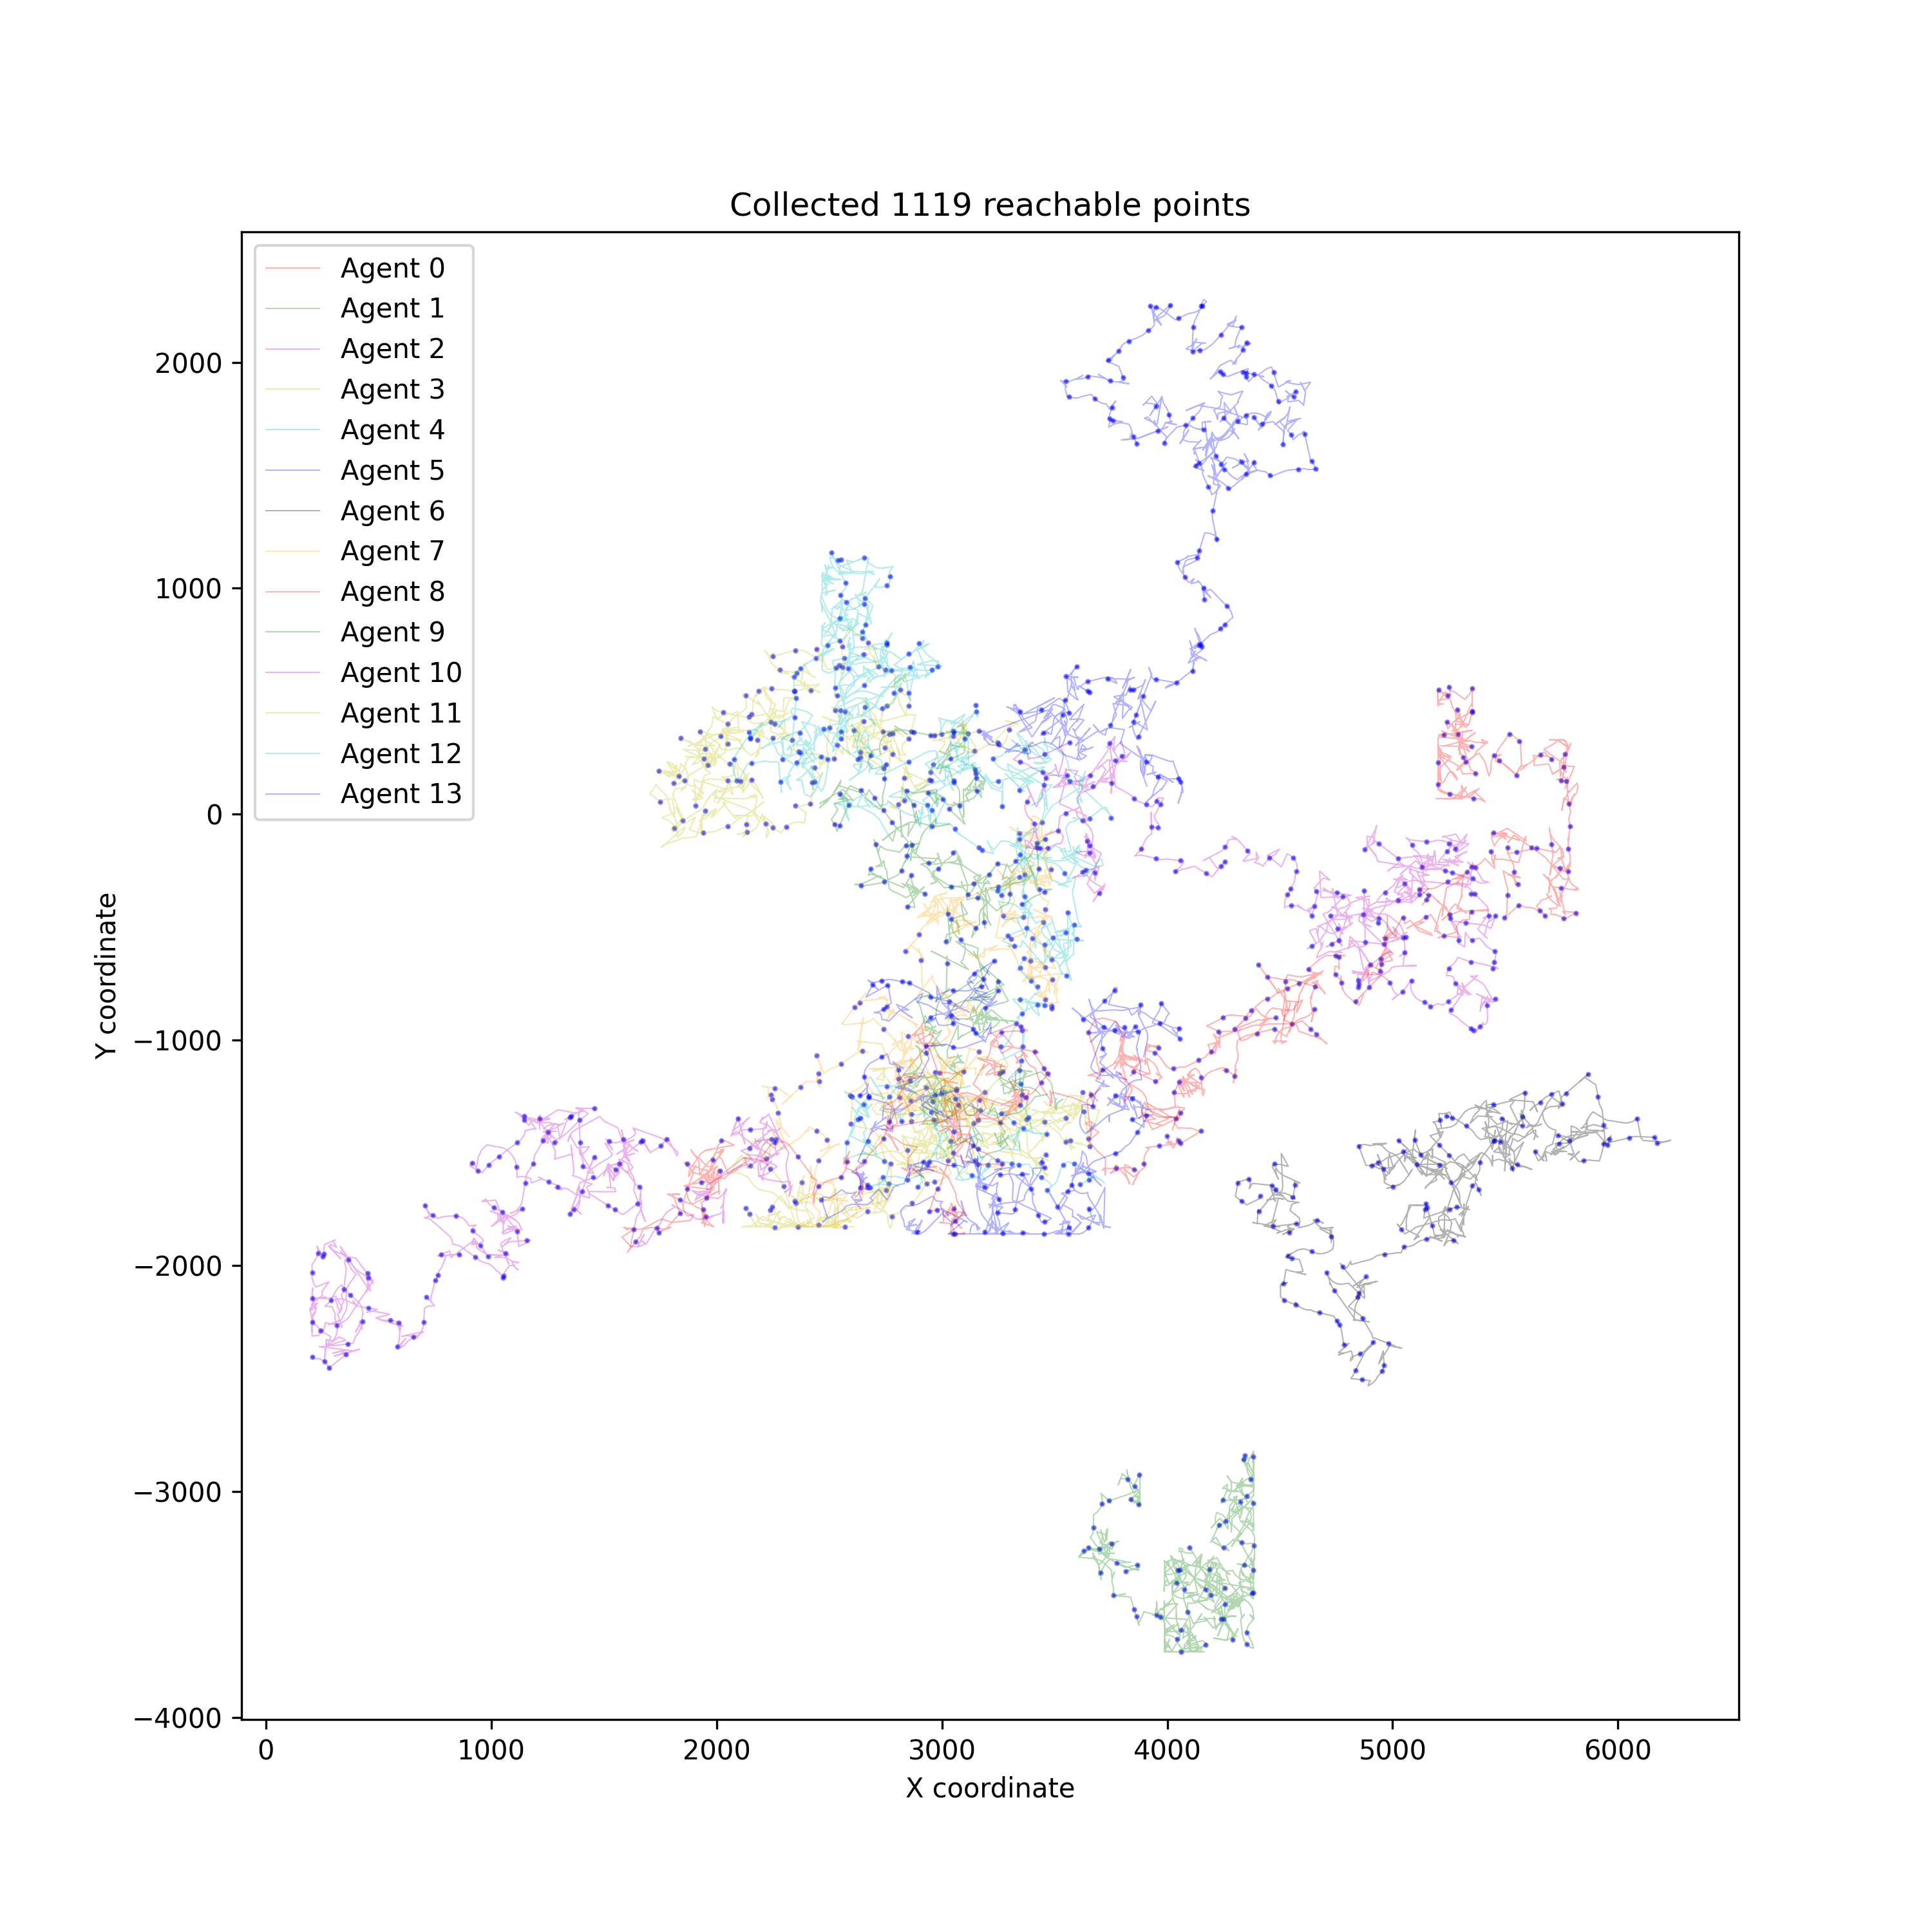 Collected 1119 reachable points
Agent 0
Agent 1
Agent 2
Agent 3
Agent 4
Agent 5
Agent 6
Agent 7
Agent 8
Agent 9
Agent 10
Agent 11
Agent 12
Agent 13
2000
1000
0
−1000
−2000
−3000
−4000
Y coordinate
0 1000 2000 3000 4000 5000 6000
X coordinate